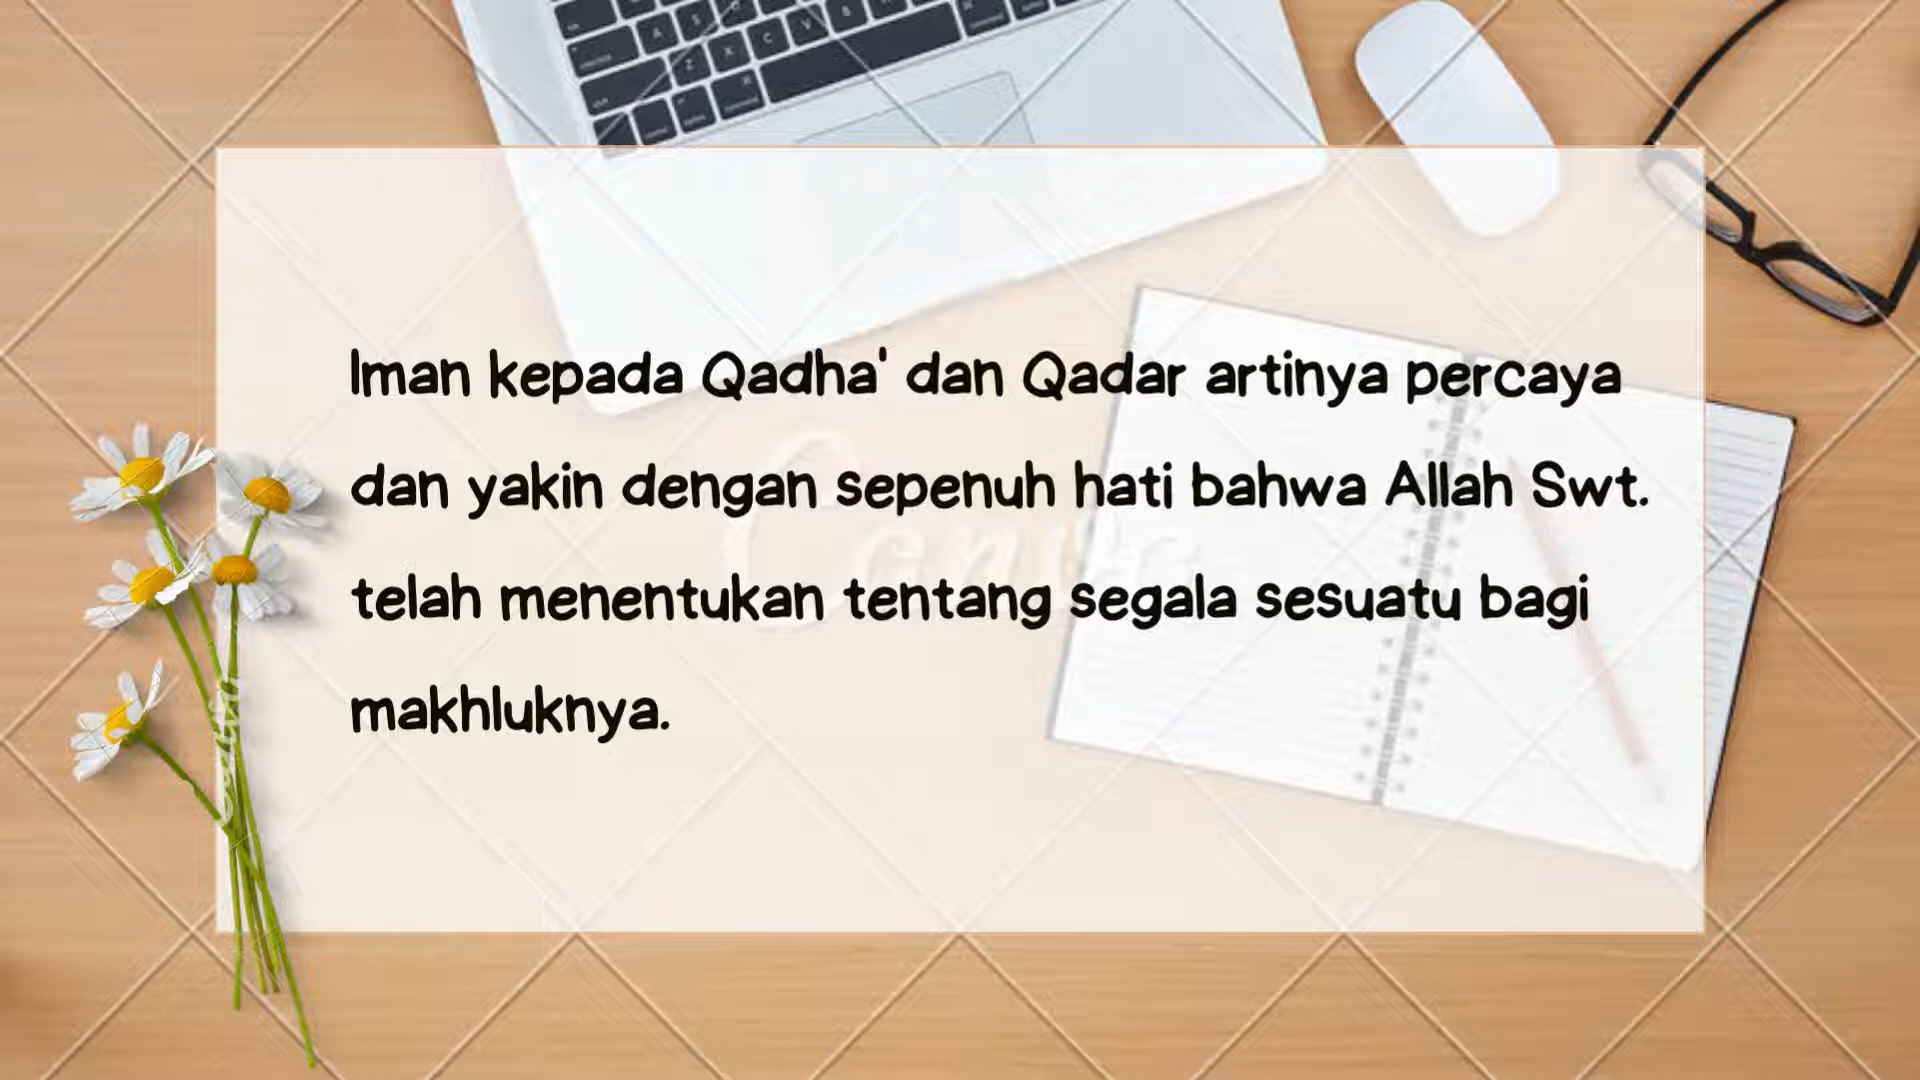 Iman kepada Qadha' dan Qadar artinya percaya
dan yakin dengan sepenuh hati bahwa Allah Swt.
telah menentukan tentang segala sesuatu bagi
makhluknya.
Canva